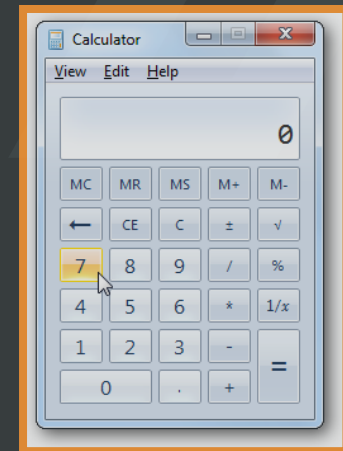 Calculator
View Edit Help
0
MC MR MS M+ M-
← CE C ± √
7 8 9 / %
4 5 6 * 1/x
1 2 3 - =
0 . +